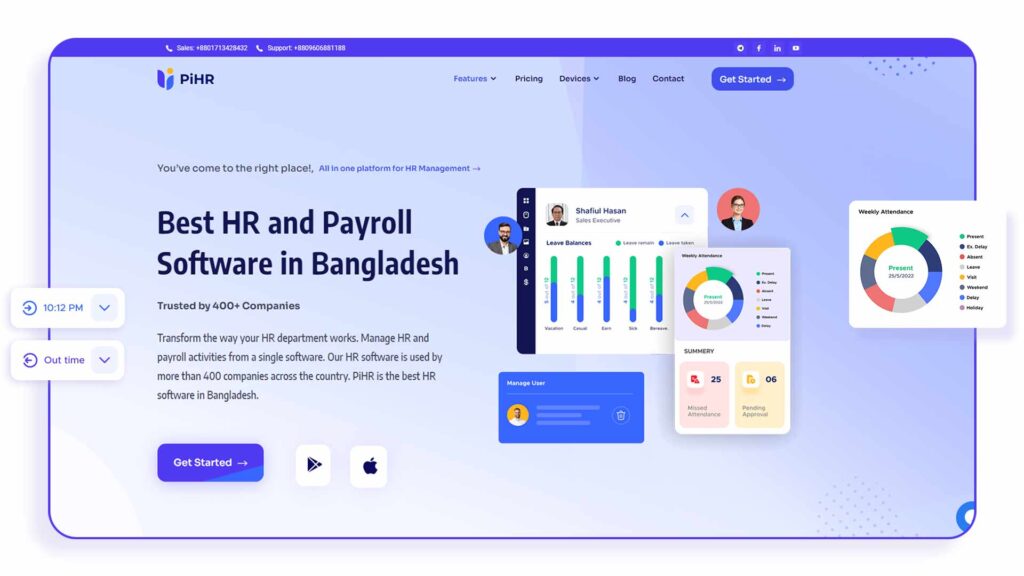 Sales: +8801713428432 Support: +8809606881188
PiHR
Features Pricing Devices Blog Contact Get Started →
You've come to the right place!, All in one platform for HR Management →
Best HR and Payroll
Software in Bangladesh
Trusted by 400+ Companies
Transform the way your HR department works. Manage HR and
payroll activities from a single software. Our HR software is used by
more than 400 companies across the country. PiHR is the best HR
software in Bangladesh.
Get Started →
10:12 PM
Out time
Shafiul Hasan
Sales Executive
Leave Balances Leave remain Leave taken
Vacation Casual Earn Sick Bereave
Weekly Attendance
Present
25/5/2022
Present
Ex. Delay
Absent
Leave
Visit
Weekend
Delay
SUMMERY
25
Missed
Attendance
06
Pending
Approval
Manage User
Weekly Attendance
Present
25/5/2022
Present
Ex. Delay
Absent
Leave
Visit
Weekend
Delay
Holiday